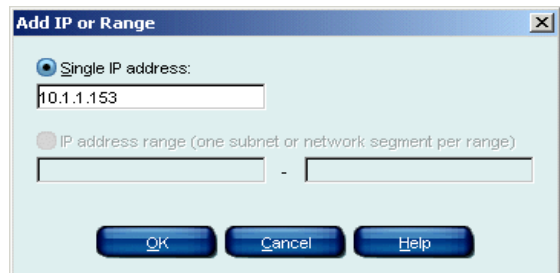 Add IP or Range
Single IP address:
10.1.1.153
IP address range (one subnet or network segment per range)
-
OK Cancel Help